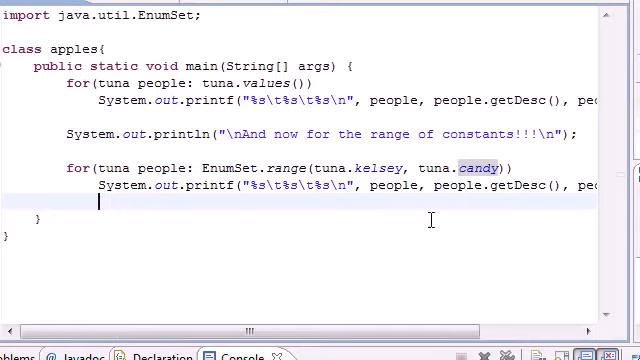 import java.util.EnumSet;
class apples{
public static void main(String[] args) {
for(tuna people: tuna.values())
System.out.printf("%s\t%s\t%s\n", people, people.getDesc(), peo
System.out.println("\nAnd now for the range of constants!!!\n");
for(tuna people: EnumSet.range(tuna.kelsey, tuna.candy))
System.out.printf("%s\t%s\t%s\n", people, people.getDesc(), peo
}
}
oblems @ Javadoc Declaration Console